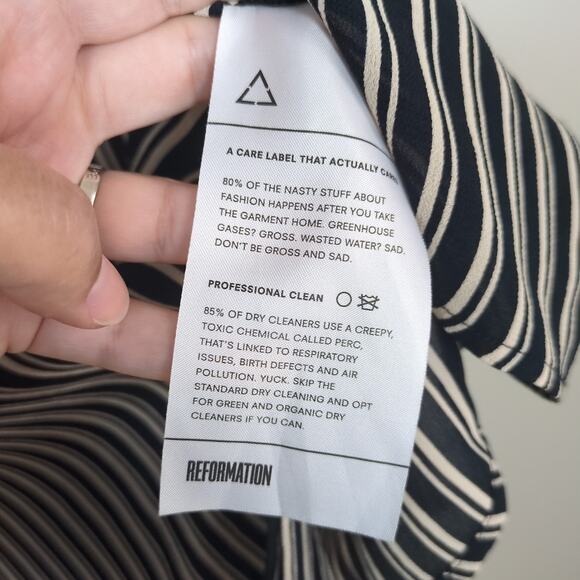 A CARE LABEL THAT ACTUALLY
80% OF THE NASTY STUFF ABOUT
FASHION HAPPENS AFTER YOU TAKE
THE GARMENT HOME. GREENHOUSE
GASES? GROSS. WASTED WATER? SAD.
DON'T BE GROSS AND SAD.
PROFESSIONAL CLEAN
85% OF DRY CLEANERS USE A CREEPY,
TOXIC CHEMICAL CALLED PERC,
THAT'S LINKED TO RESPIRATORY
ISSUES, BIRTH DEFECTS AND AIR
POLLUTION. YUCK. SKIP THE
STANDARD DRY CLEANING AND OPT
FOR GREEN AND ORGANIC DRY
CLEANERS IF YOU CAN.
REFORMATION